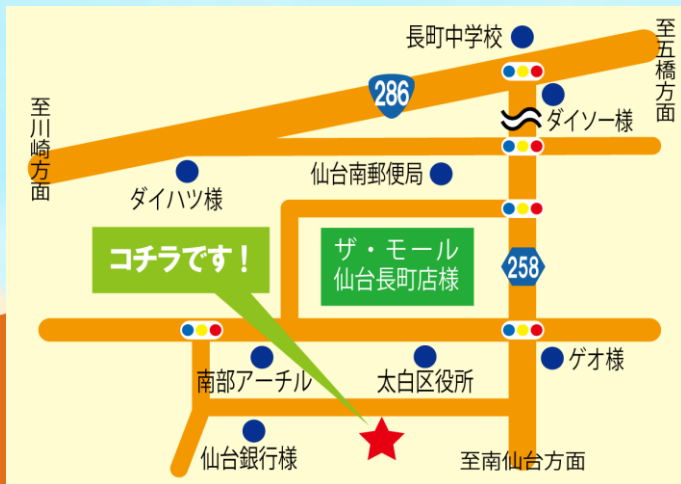 長町中学校
至五橋方面
286
ダイソー様
至川崎方面
仙台南郵便局
ダイハツ様
コチラです!
ザ・モール
仙台長町店様
258
ゲオ様
南部アーチル
太白区役所
仙台銀行様
至南仙台方面